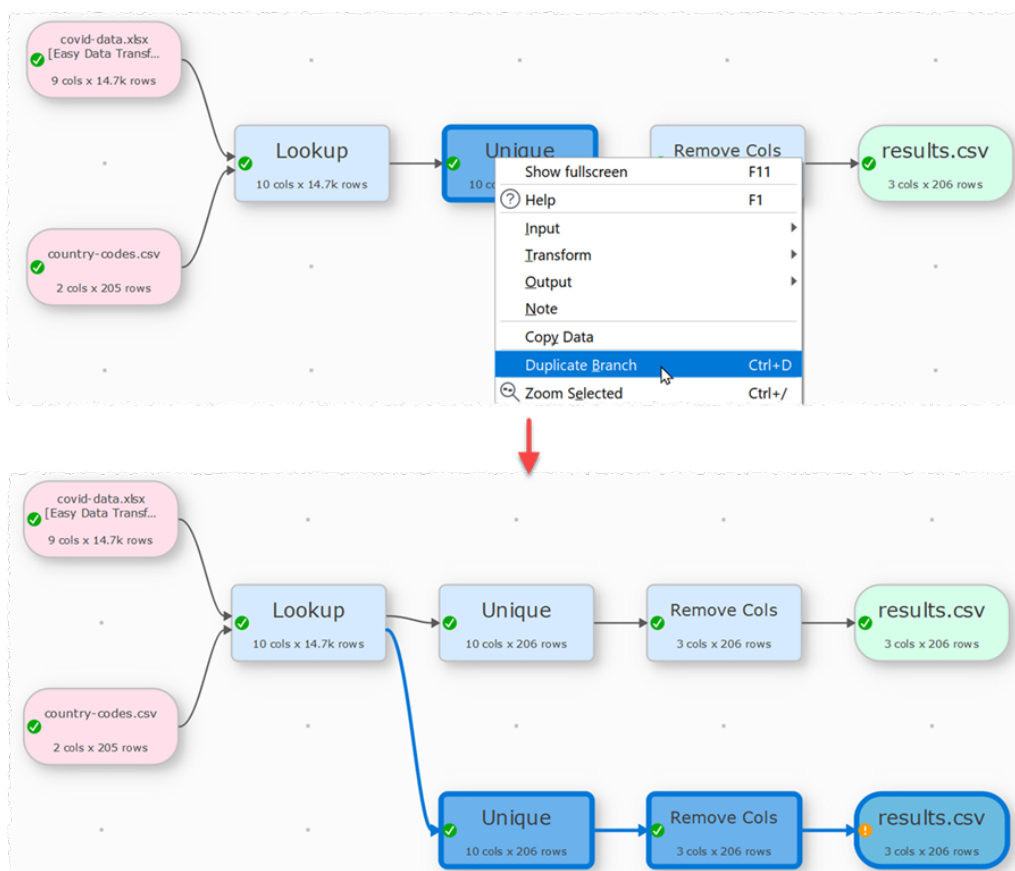 covid-data.xlsx
[Easy Data Transf...
9 cols x 14.7k rows
Lookup
10 cols x 14.7k rows
country-codes.csv
2 cols x 205 rows
Unique
10 co
Remove Cols
results.csv
3 cols x 206 rows
Show fullscreen F11
Help F1
Input
Transform
Output
Note
Copy Data
Duplicate Branch Ctrl+D
Zoom Selected Ctrl+/
covid-data.xlsx
[Easy Data Transf...
9 cols x 14.7k rows
Lookup
10 cols x 14.7k rows
Unique
10 cols x 206 rows
Remove Cols
3 cols x 206 rows
results.csv
3 cols x 206 rows
country-codes.csv
2 cols x 205 rows
Unique
10 cols x 206 rows
Remove Cols
3 cols x 206 rows
results.csv
3 cols x 206 rows